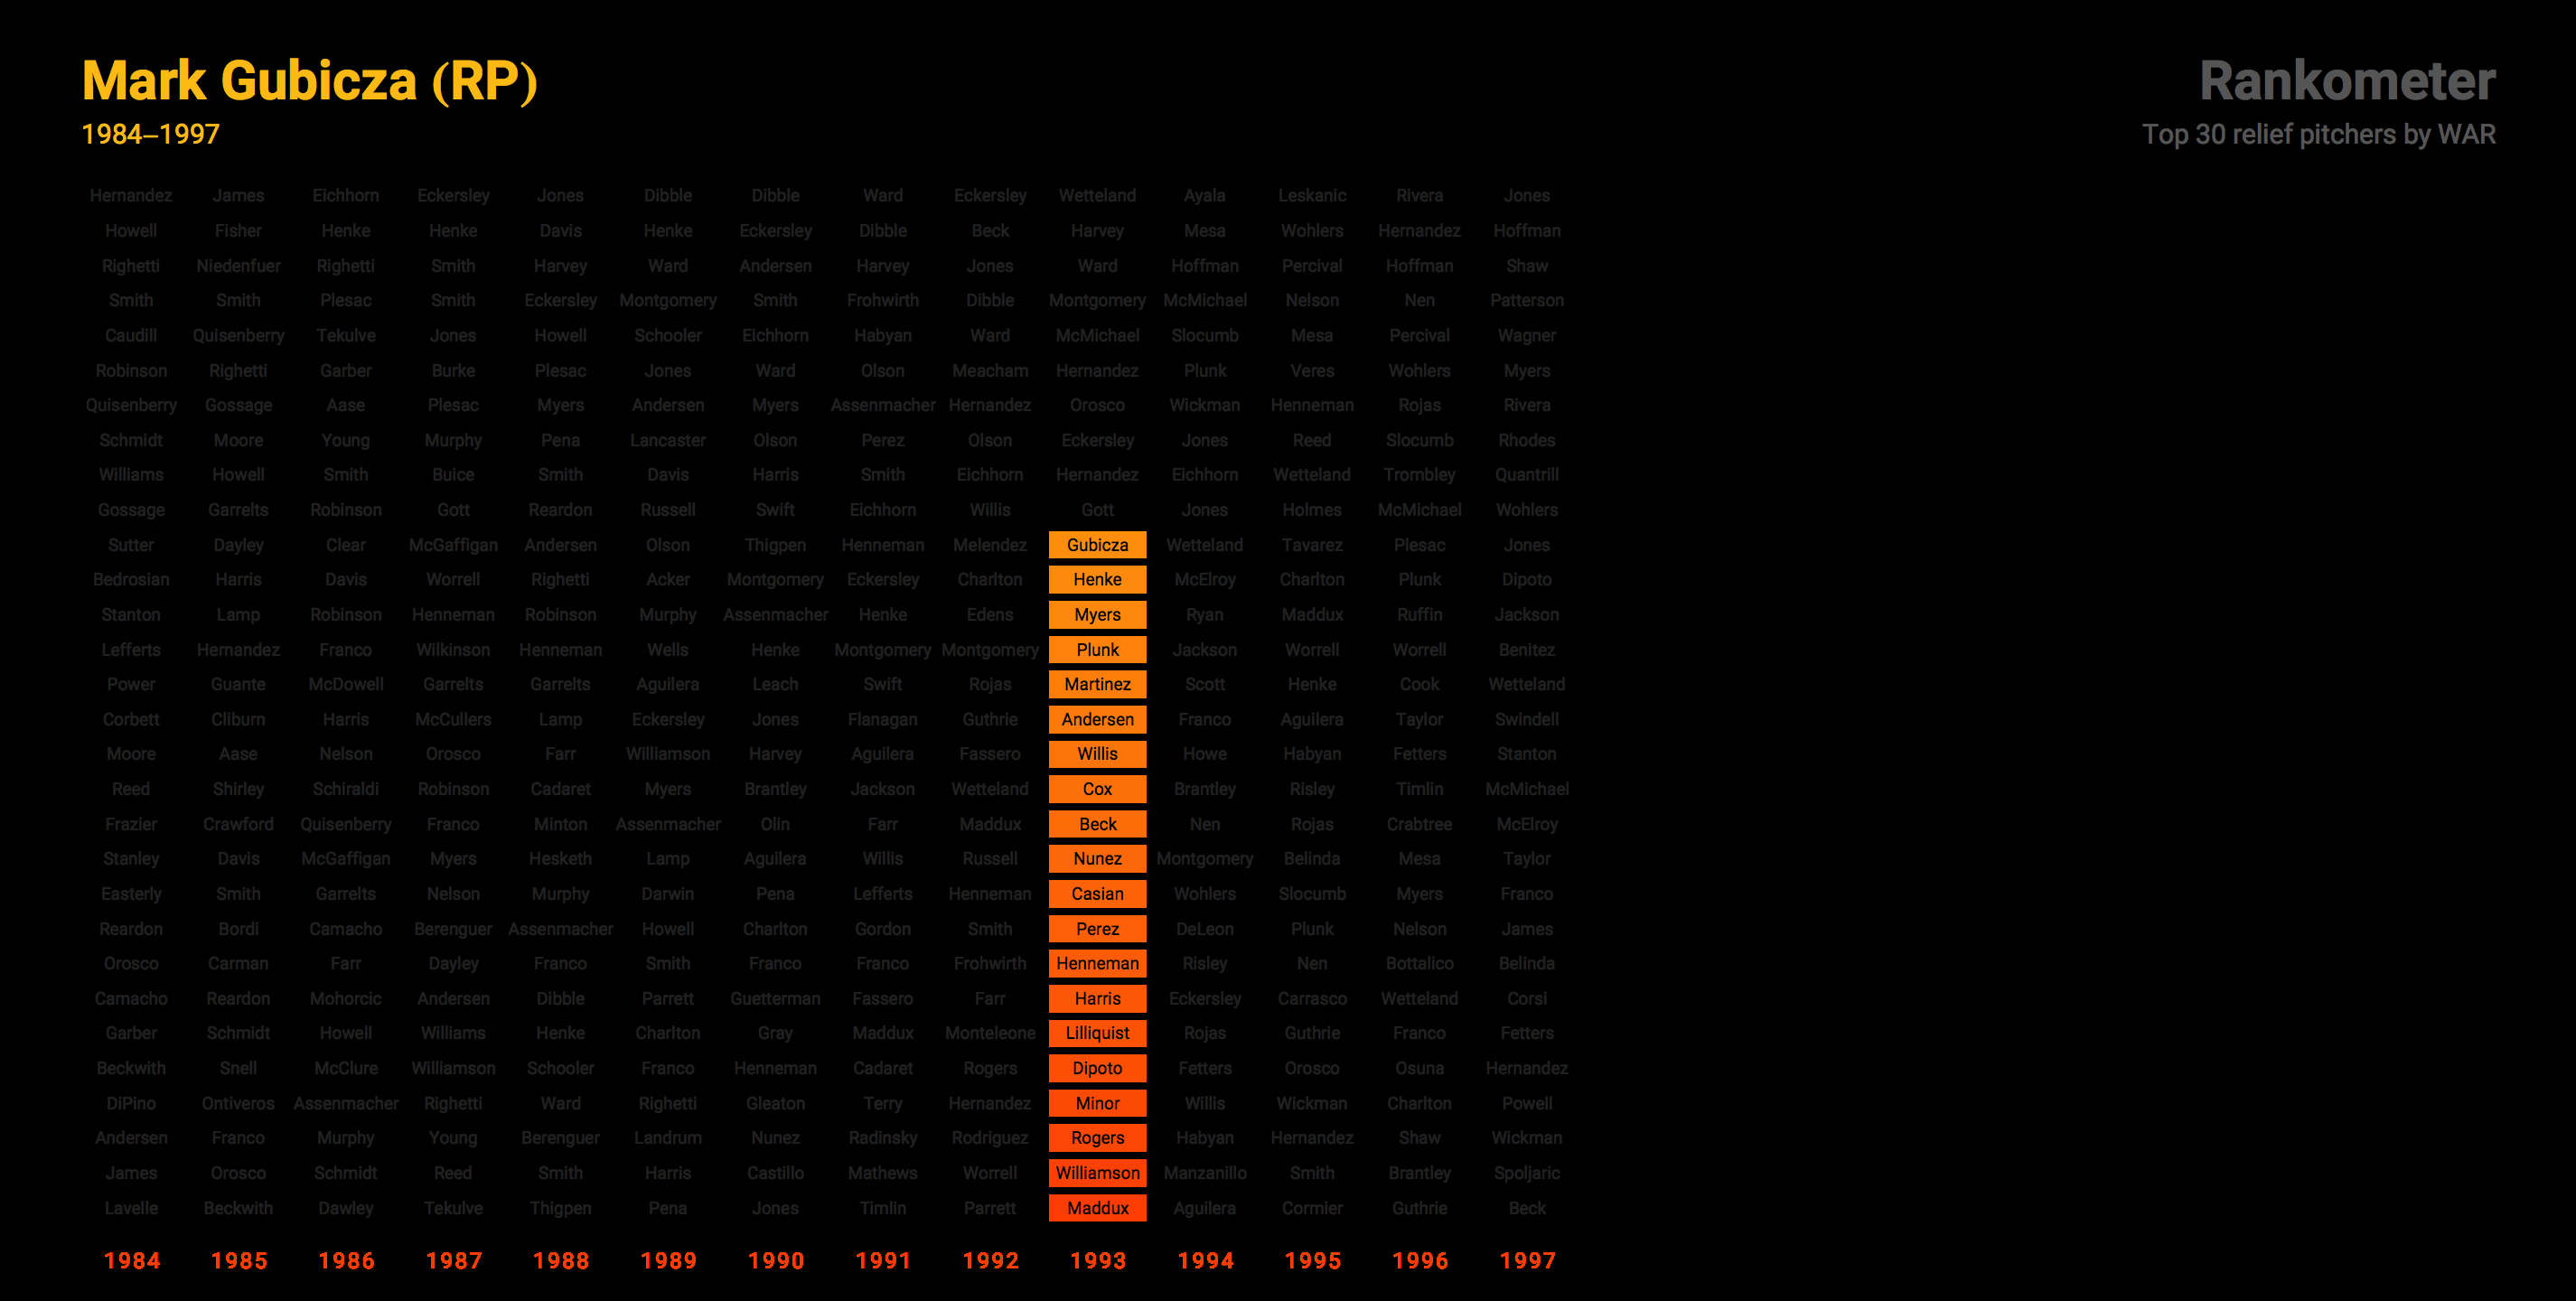 Mark Gubicza (RP)
1984–1997
Rankometer
Top 30 relief pitchers by WAR
Hernandez James Eichhorn Eckersley Jones Dibble Dibble Ward Eckersley Wetteland Ayala Leskanic Rivera Jones
Howell Fisher Henke Henke Davis Henke Eckersley Dibble Beck Harvey Mesa Wohlers Hernandez Hoffman
Righetti Niedenfuer Righetti Smith Harvey Ward Andersen Harvey Jones Ward Hoffman Percival Hoffman Shaw
Smith Smith Plesac Smith Eckersley Montgomery Smith Frohwirth Dibble Montgomery McMichael Nelson Nen Patterson
Caudill Quisenberry Tekulve Jones Howell Schooler Eichhorn Habyan Ward McMichael Slocumb Mesa Percival Wagner
Robinson Righetti Garber Burke Plesac Jones Ward Olson Meacham Hernandez Plunk Veres Wohlers Myers
Quisenberry Gossage Aase Plesac Myers Andersen Myers Assenmacher Hernandez Orosco Wickman Henneman Rojas Rivera
Schmidt Moore Young Murphy Pena Lancaster Olson Perez Olson Eckersley Jones Reed Slocumb Rhodes
Williams Howell Smith Buice Smith Davis Harris Smith Eichhorn Hernandez Eichhorn Wetteland Trombley Quantrill
Gossage Garrelts Robinson Gott Reardon Russell Swift Eichhorn Willis Gott Jones Holmes McMichael Wohlers
Sutter Dayley Clear McGaffigan Andersen Olson Thigpen Henneman Melendez Gubicza Wetteland Tavarez Plesac Jones
Bedrosian Harris Davis Worrell Righetti Acker Montgomery Eckersley Charlton Henke McElroy Charlton Plunk Dipoto
Stanton Lamp Robinson Henneman Robinson Murphy Assenmacher Henke Edens Myers Ryan Maddux Ruffin Jackson
Lefferts Hernandez Franco Wilkinson Henneman Wells Henke Montgomery Montgomery Plunk Jackson Worrell Worrell Benitez
Power Guante McDowell Garrelts Garrelts Aguilera Leach Swift Rojas Martinez Scott Henke Cook Wetteland
Corbett Cliburn Harris McCullers Lamp Eckersley Jones Flanagan Guthrie Andersen Franco Aguilera Taylor Swindell
Moore Aase Nelson Orosco Farr Williamson Harvey Aguilera Fassero Willis Howe Habyan Fetters Stanton
Reed Shirley Schiraldi Robinson Cadaret Myers Brantley Jackson Wetteland Cox Brantley Risley Timlin McMichael
Frazier Crawford Quisenberry Franco Minton Assenmacher Olin Farr Maddux Beck Nen Rojas Crabtree McElroy
Stanley Davis McGaffigan Myers Hesketh Lamp Aguilera Willis Russell Nunez Montgomery Belinda Mesa Taylor
Easterly Smith Garrelts Nelson Murphy Darwin Pena Lefferts Henneman Casian Wohlers Slocumb Myers Franco
Reardon Bordi Camacho Berenguer Assenmacher Howell Charlton Gordon Smith Perez DeLeon Plunk Nelson James
Orosco Carman Farr Dayley Franco Smith Franco Franco Frohwirth Henneman Risley Nen Bottalico Belinda
Camacho Reardon Mohorcic Andersen Dibble Parrett Guetterman Fassero Farr Harris Eckersley Carrasco Wetteland Corsi
Garber Schmidt Howell Williams Henke Charlton Gray Maddux Monteleone Lilliquist Rojas Guthrie Franco Fetters
Beckwith Snell McClure Williamson Schooler Franco Henneman Cadaret Rogers Dipoto Fetters Orosco Osuna Hernandez
DiPino Ontiveros Assenmacher Righetti Ward Righetti Gleaton Terry Hernandez Minor Willis Wickman Charlton Powell
Andersen Franco Murphy Young Berenguer Landrum Nunez Radinsky Rodriguez Rogers Habyan Hernandez Shaw Wickman
James Orosco Schmidt Reed Smith Harris Castillo Mathews Worrell Williamson Manzanillo Smith Brantley Spoljaric
Lavelle Beckwith Dawley Tekulve Thigpen Pena Jones Timlin Parrett Maddux Aguilera Cormier Guthrie Beck
1984 1985 1986 1987 1988 1989 1990 1991 1992 1993 1994 1995 1996 1997